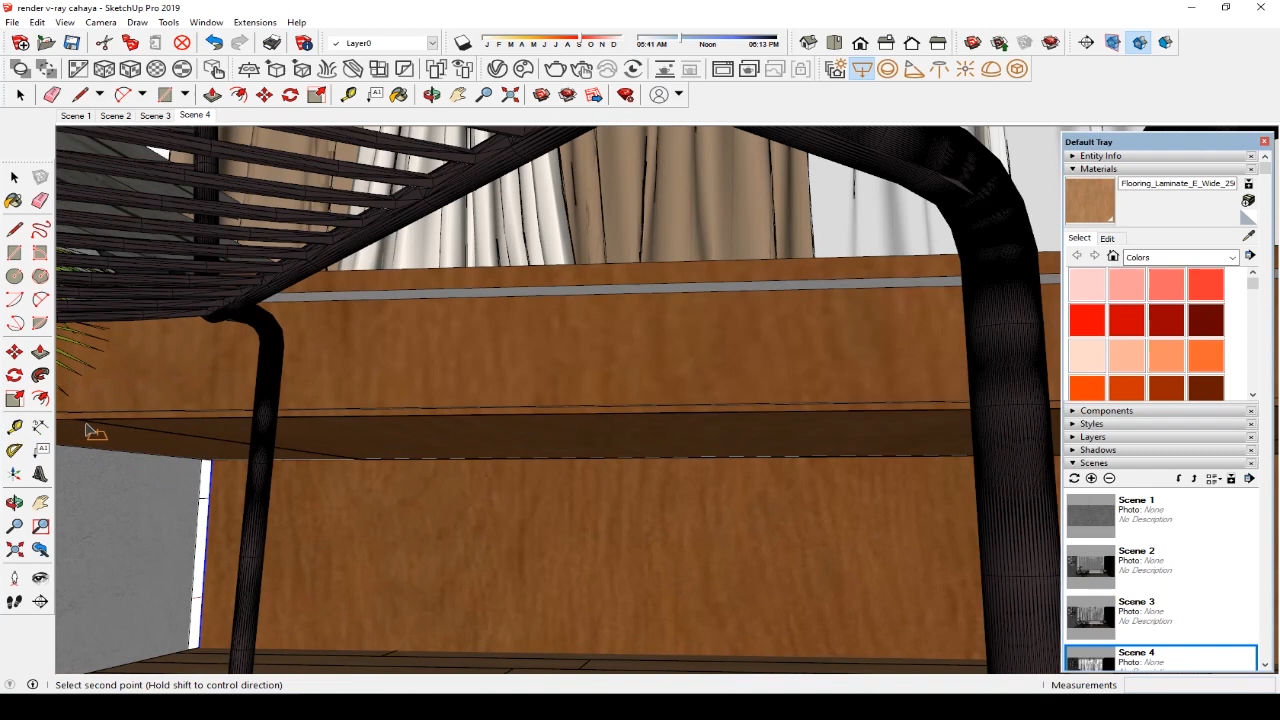 render v-ray cahaya - SketchUp Pro 2019
File Edit View Camera Draw Tools Window Extensions Help
Layer0
J F M A M J J A S O N D
06:41 AM Noon 06:13 PM
A1
Scene 1 Scene 2 Scene 3 Scene 4
Default Tray
Entity Info
Materials
Flooring_Laminate_E_Wide_25
Select Edit
Colors
A1
Components
Styles
Layers
Shadows
Scenes
Scene 1
Photo: None
No Description
Scene 2
Photo: None
No Description
Scene 3
Photo: None
No Description
Scene 4
Photo: None
Select second point (Hold shift to control direction)
Measurements